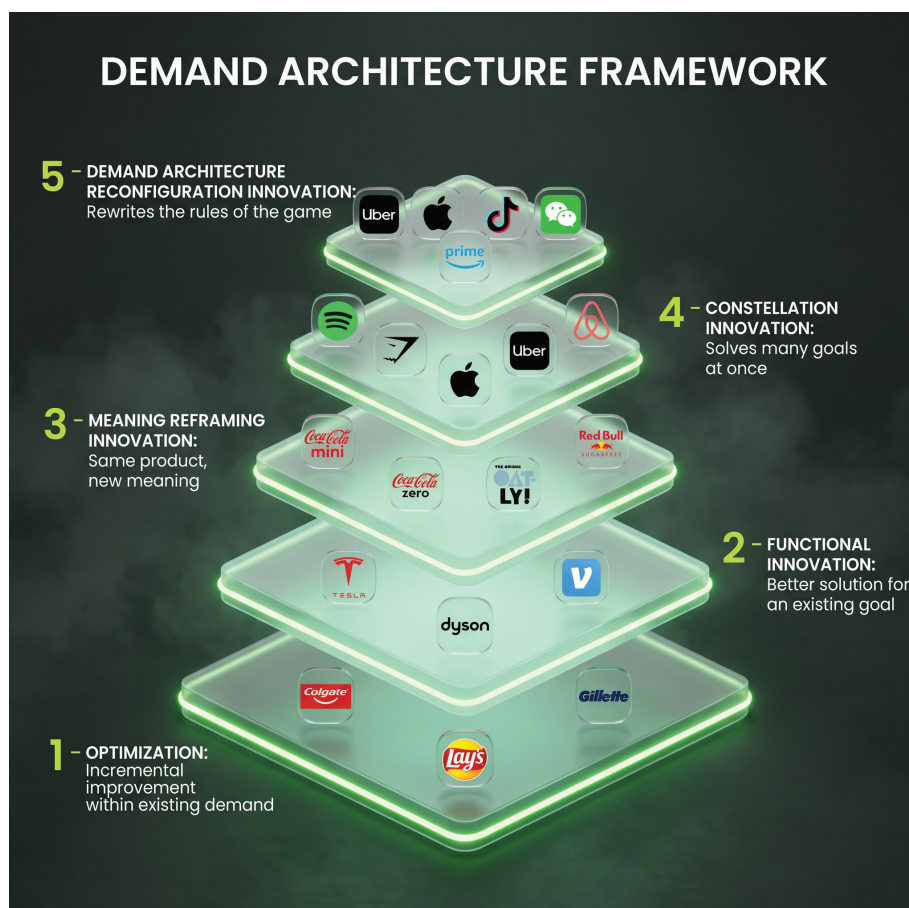 DEMAND ARCHITECTURE FRAMEWORK
5 - DEMAND ARCHITECTURE
RECONFIGURATION INNOVATION:
Rewrites the rules of the game
Uber
prime
4 - CONSTELLATION
INNOVATION:
Solves many goals
at once
Uber
3 - MEANING REFRAMING
INNOVATION:
Same product,
new meaning
Coca-Cola
mini
Coca-Cola
zero
THE ORIGINAL
OAT-
LY!
Red Bull
SUGARFREE
2 - FUNCTIONAL
INNOVATION:
Better solution for
an existing goal
TESLA
dyson
V
Colgate
Gillette
Lay's
1 - OPTIMIZATION:
Incremental
improvement
within existing demand